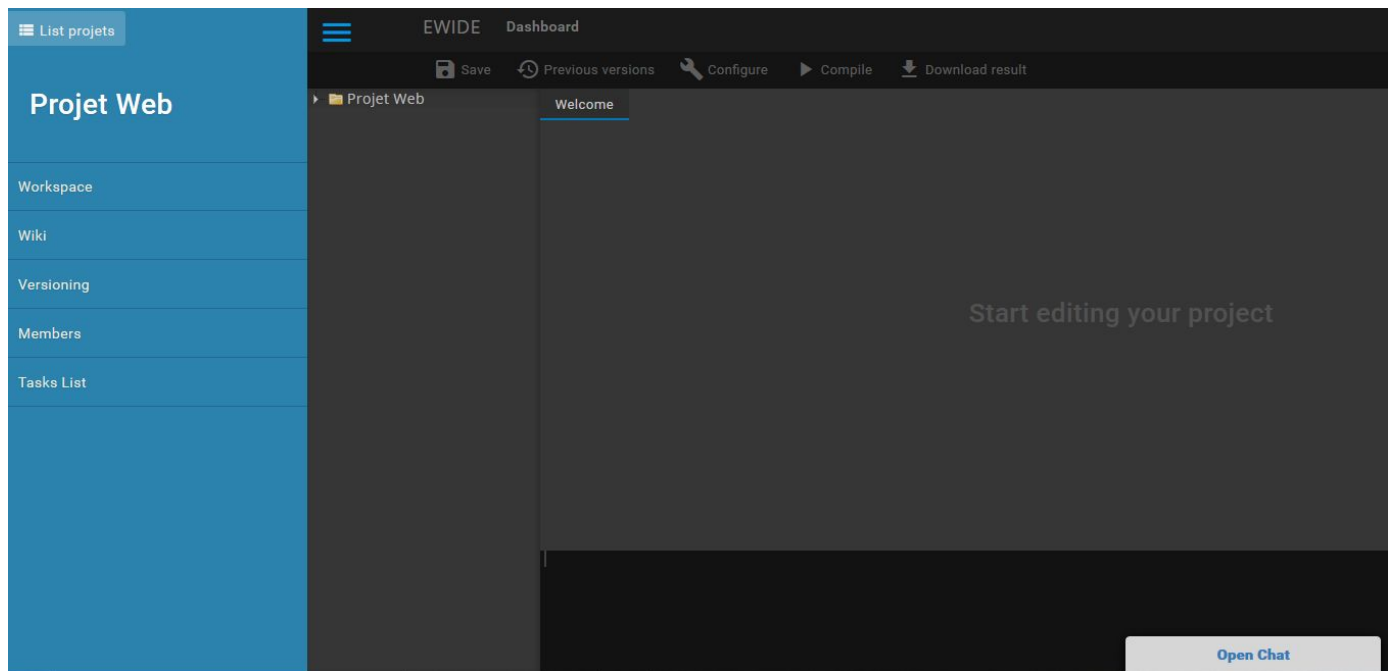 List projets
Projet Web
Workspace
Wiki
Versioning
Members
Tasks List
EWIDE Dashboard
Save Previous versions Configure Compile Download result
Projet Web
Welcome
Start editing your project
Open Chat